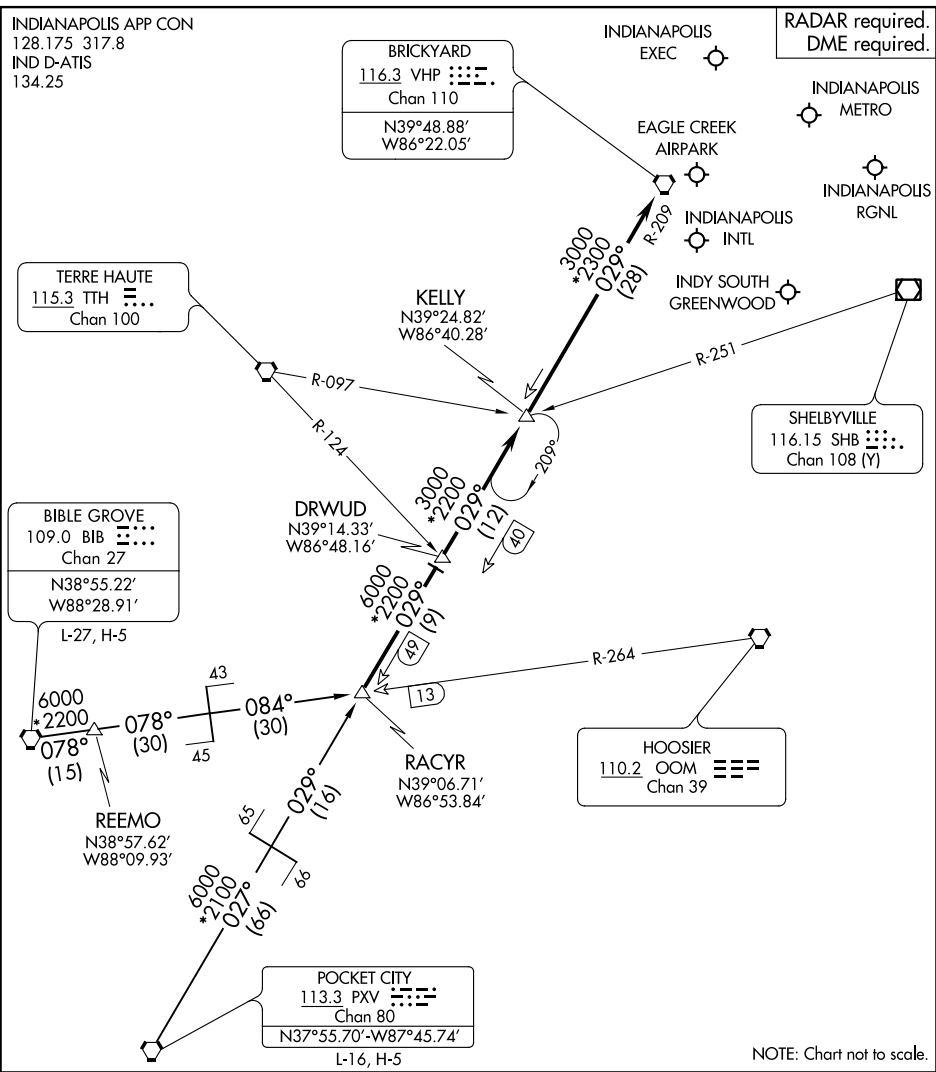 INDIANAPOLIS APP CON
128.175 317.8
IND D-ATIS
134.25
RADAR required.
DME required.
BRICKYARD
116.3 VHP
Chan 110
N39°48.88′
W86°22.05′
INDIANAPOLIS
EXEC
INDIANAPOLIS
METRO
EAGLE CREEK
AIRPARK
INDIANAPOLIS
RGNL
INDIANAPOLIS
INTL
INDY SOUTH
GREENWOOD
R-209
3000
*2300
029°
(28)
TERRE HAUTE
115.3 TTH
Chan 100
KELLY
N39°24.82′
W86°40.28′
R-097
R-251
R-124
SHELBYVILLE
116.15 SHB
Chan 108 (Y)
209°
3000
*2200
029°
(12)
40
DRWUD
N39°14.33′
W86°48.16′
BIBLE GROVE
109.0 BIB
Chan 27
N38°55.22′
W88°28.91′
L-27, H-5
6000
*2200
029°
(9)
49
R-264
13
43
6000
*2200
078°
(15)
078°
(30)
45
084°
(30)
RACYR
N39°06.71′
W86°53.84′
HOOSIER
110.2 OOM
Chan 39
REEMO
N38°57.62′
W88°09.93′
029°
(16)
65
66
6000
*2100
027°
(66)
POCKET CITY
113.3 PXV
Chan 80
N37°55.70′-W87°45.74′
L-16, H-5
NOTE: Chart not to scale.